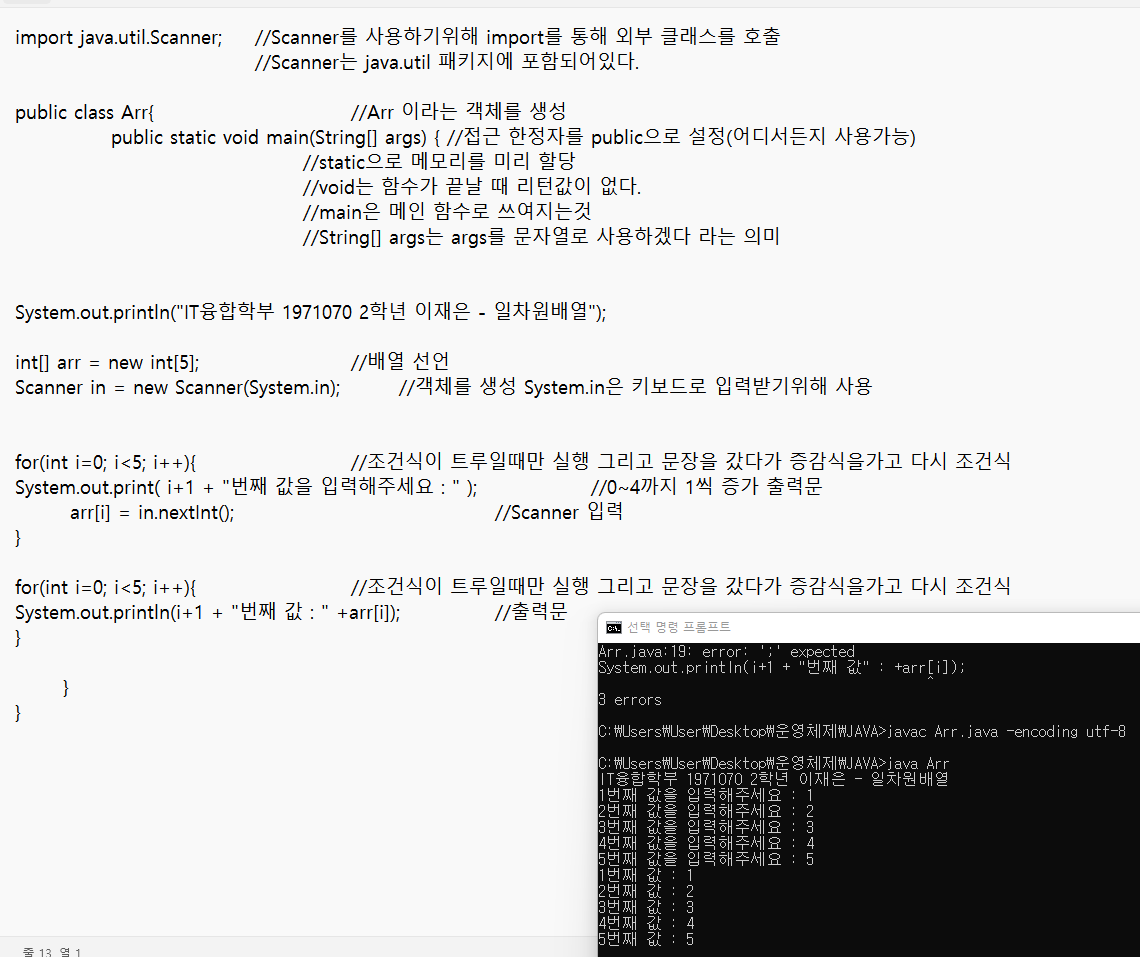 import java.util.Scanner; //Scanner를 사용하기위해 import를 통해 외부 클래스를 호출
//Scanner는 java.util 패키지에 포함되어있다.
public class Arr{ //Arr 이라는 객체를 생성
public static void main(String[] args) { //접근 한정자를 public으로 설정(어디서든지 사용가능)
//static으로 메모리를 미리 할당
//void는 함수가 끝날 때 리턴값이 없다.
//main은 메인 함수로 쓰여지는것
//String[] args는 args를 문자열로 사용하겠다 라는 의미
System.out.println("IT융합학부 1971070 2학년 이재은 - 일차원배열");
int[] arr = new int[5]; //배열 선언
Scanner in = new Scanner(System.in); //객체를 생성 System.in은 키보드로 입력받기위해 사용
for(int i=0; i<5; i++){ //조건식이 트루일때만 실행 그리고 문장을 갔다가 증감식을가고 다시 조건식
System.out.print( i+1 + "번째 값을 입력해주세요 : " ); //0~4까지 1씩 증가 출력문
arr[i] = in.nextInt(); //Scanner 입력
}
for(int i=0; i<5; i++){ //조건식이 트루일때만 실행 그리고 문장을 갔다가 증감식을가고 다시 조건식
System.out.println(i+1 + "번째 값 : " +arr[i]); //출력문
}
}
}
선택 명령 프롬프트
Arr.java:19: error: ';' expected
System.out.println(i+1 + "번째 값" : +arr[i]);
^
3 errors
C:₩Users₩User₩Desktop₩운영체제₩JAVA>javac Arr.java -encoding utf-8
C:₩Users₩User₩Desktop₩운영체제₩JAVA>java Arr
IT융합학부 1971070 2학년 이재은 - 일차원배열
1번째 값을 입력해주세요 : 1
2번째 값을 입력해주세요 : 2
3번째 값을 입력해주세요 : 3
4번째 값을 입력해주세요 : 4
5번째 값을 입력해주세요 : 5
1번째 값 : 1
2번째 값 : 2
3번째 값 : 3
4번째 값 : 4
5번째 값 : 5
줄 13, 열 1